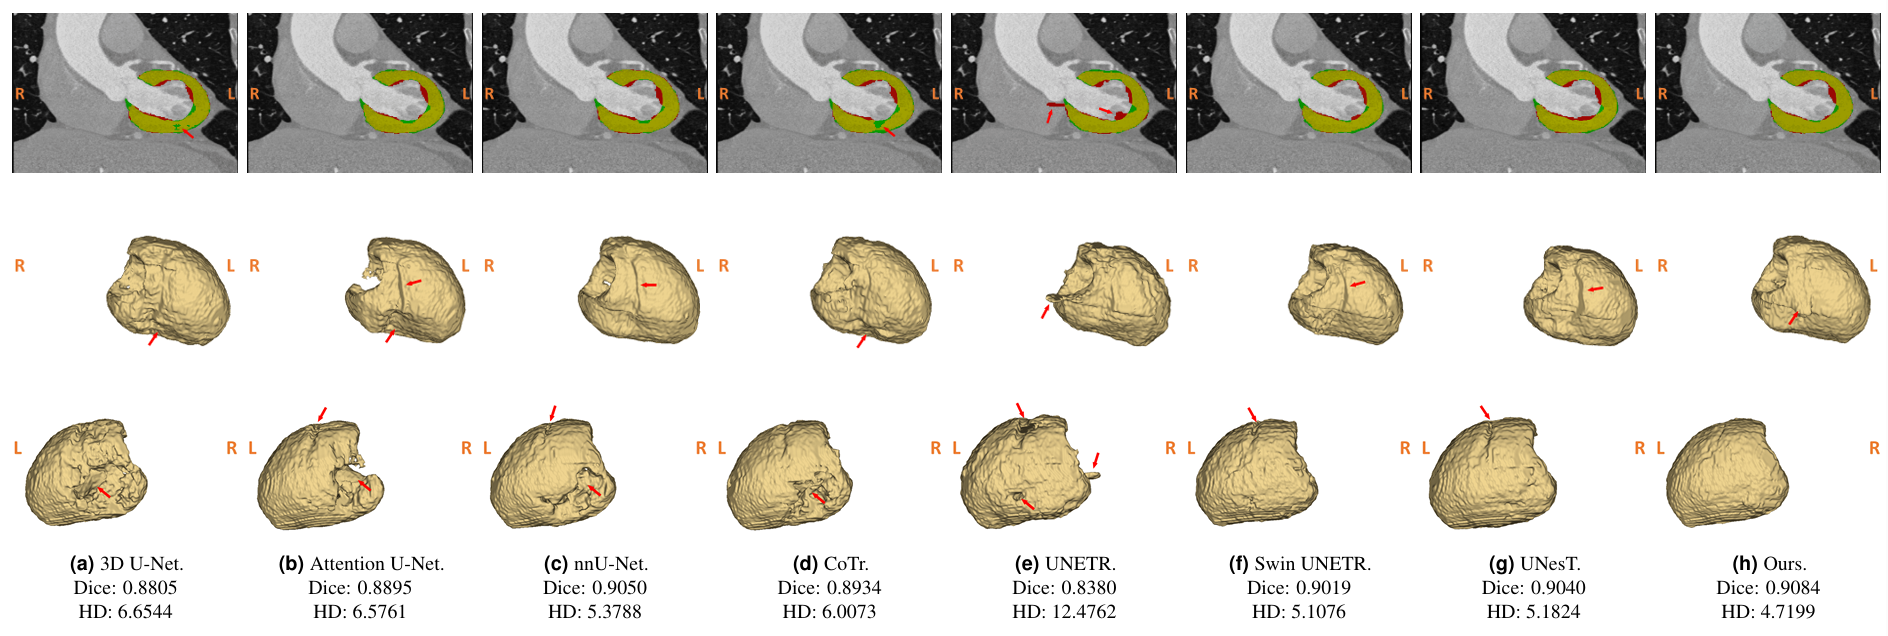 R L R L R L R L R L R L R L R L
R L R L R L R L R L R L R L R L
L R L R L R L R L R L R L R L R
(a) 3D U-Net.
Dice: 0.8805
HD: 6.6544
(b) Attention U-Net.
Dice: 0.8895
HD: 6.5761
(c) nnU-Net.
Dice: 0.9050
HD: 5.3788
(d) CoTr.
Dice: 0.8934
HD: 6.0073
(e) UNETR.
Dice: 0.8380
HD: 12.4762
(f) Swin UNETR.
Dice: 0.9019
HD: 5.1076
(g) UNesT.
Dice: 0.9040
HD: 5.1824
(h) Ours.
Dice: 0.9084
HD: 4.7199